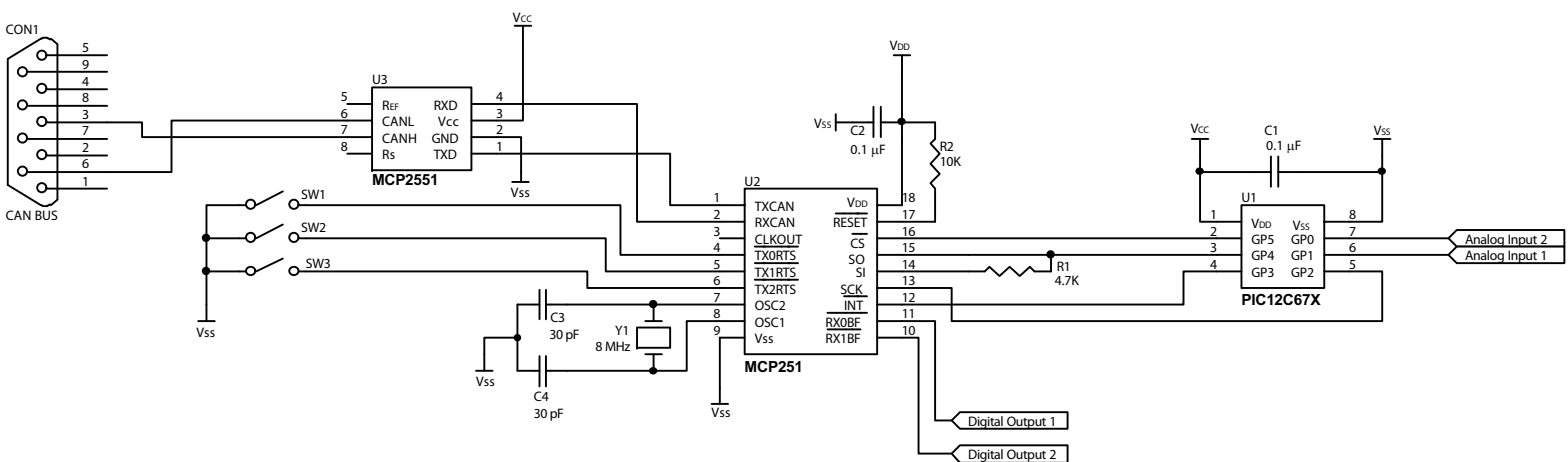 CON1
5
9
4
8
3
7
2
6
1
CAN BUS
U3
5 REF RXD 4
6 CANL Vcc 3
7 CANH GND 2
8 Rs TXD 1
MCP2551
VCC
Vss
SW1
SW2
SW3
Vss
C3
30 pF
C4
30 pF
Vss
Y1
8 MHz
VDD
Vss
C2
0.1 µF
R2
10K
U2
1 TXCAN VDD 18
2 RXCAN RESET 17
3 CLKOUT CS 16
4 TX0RTS SO 15
5 TX1RTS SI 14
6 TX2RTS SCK 13
7 OSC2 INT 12
8 OSC1 RX0BF 11
9 Vss RX1BF 10
MCP251
Vss
R1
4.7K
Digital Output 1
Digital Output 2
VCC
C1
0.1 µF
VSS
U1
1 VDD VSS 8
2 GP5 GP0 7
3 GP4 GP1 6
4 GP3 GP2 5
PIC12C67X
Analog Input 2
Analog Input 1